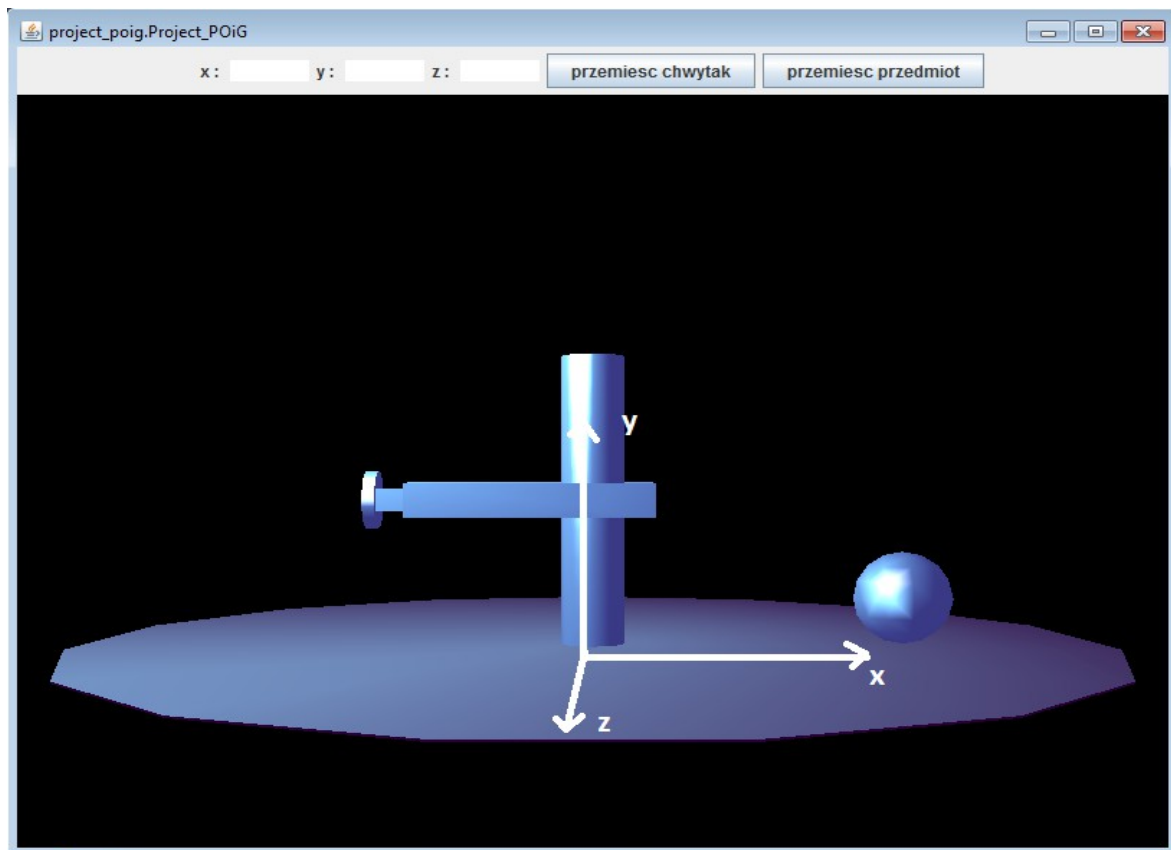 project_poig.Project_POiG
x : y : z : przemiesc chwytak przemiesc przedmiot
y
x
z